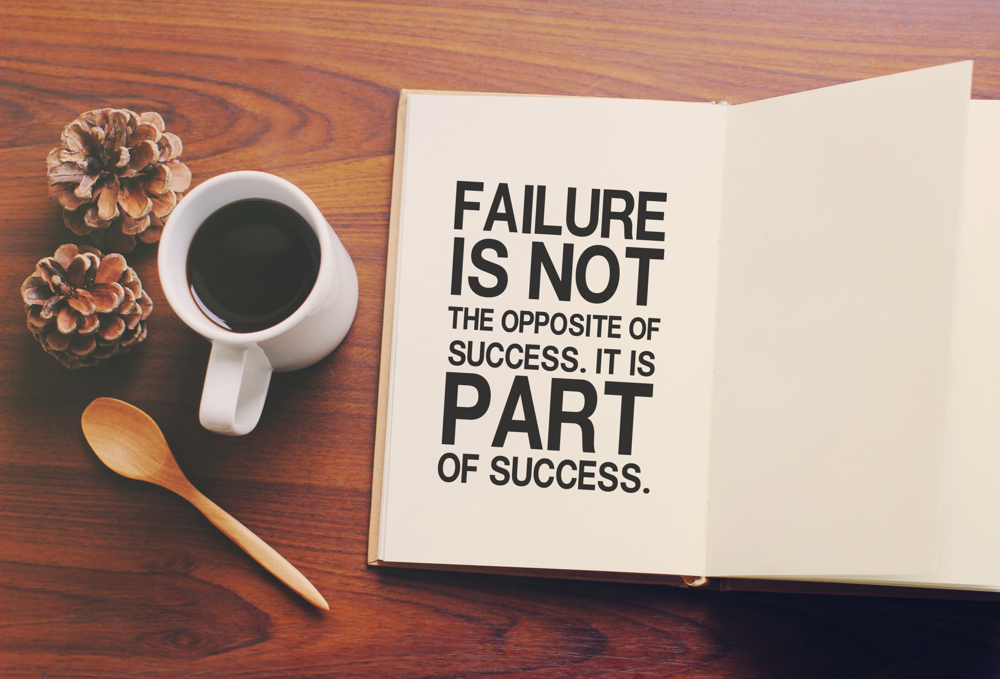 FAILURE
IS NOT
THE OPPOSITE OF
SUCCESS. IT IS
PART
OF SUCCESS.